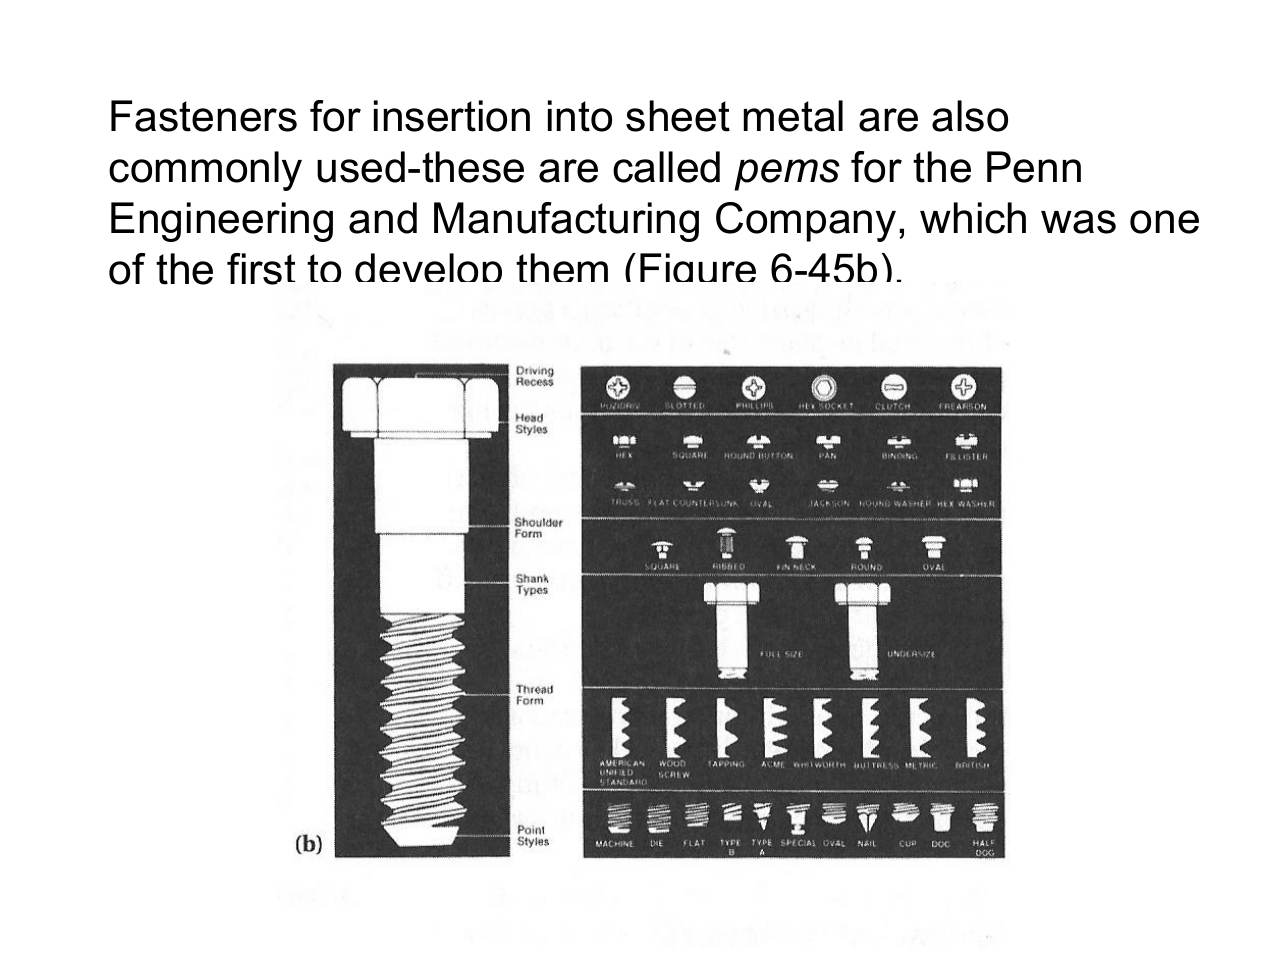 Fasteners for insertion into sheet metal are also
commonly used-these are called pems for the Penn
Engineering and Manufacturing Company, which was one
of the first to develop them (Figure 6-45b).
Driving
Recess
Head
Styles
Shoulder
Form
Shank
Types
Thread
Form
Point
Styles
(b)
POZIDRIV SLOTTED PHILLIPS HEX SOCKET CLUTCH FREARSON
HEX SQUARE ROUND BUTTON PAN BINDING FILLISTER
TRUSS FLAT COUNTERSUNK OVAL JACKSON ROUND WASHER HEX WASHER
SQUARE RIBBED FIN NECK ROUND OVAL
FULL SIZE UNDERSIZE
AMERICAN UNIFIED STANDARD WOOD SCREW TAPPING ACME WHITWORTH BUTTRESS METRIC BRITISH
MACHINE DIE FLAT TYPE B TYPE A SPECIAL OVAL NAIL CUP DOG HALF DOG